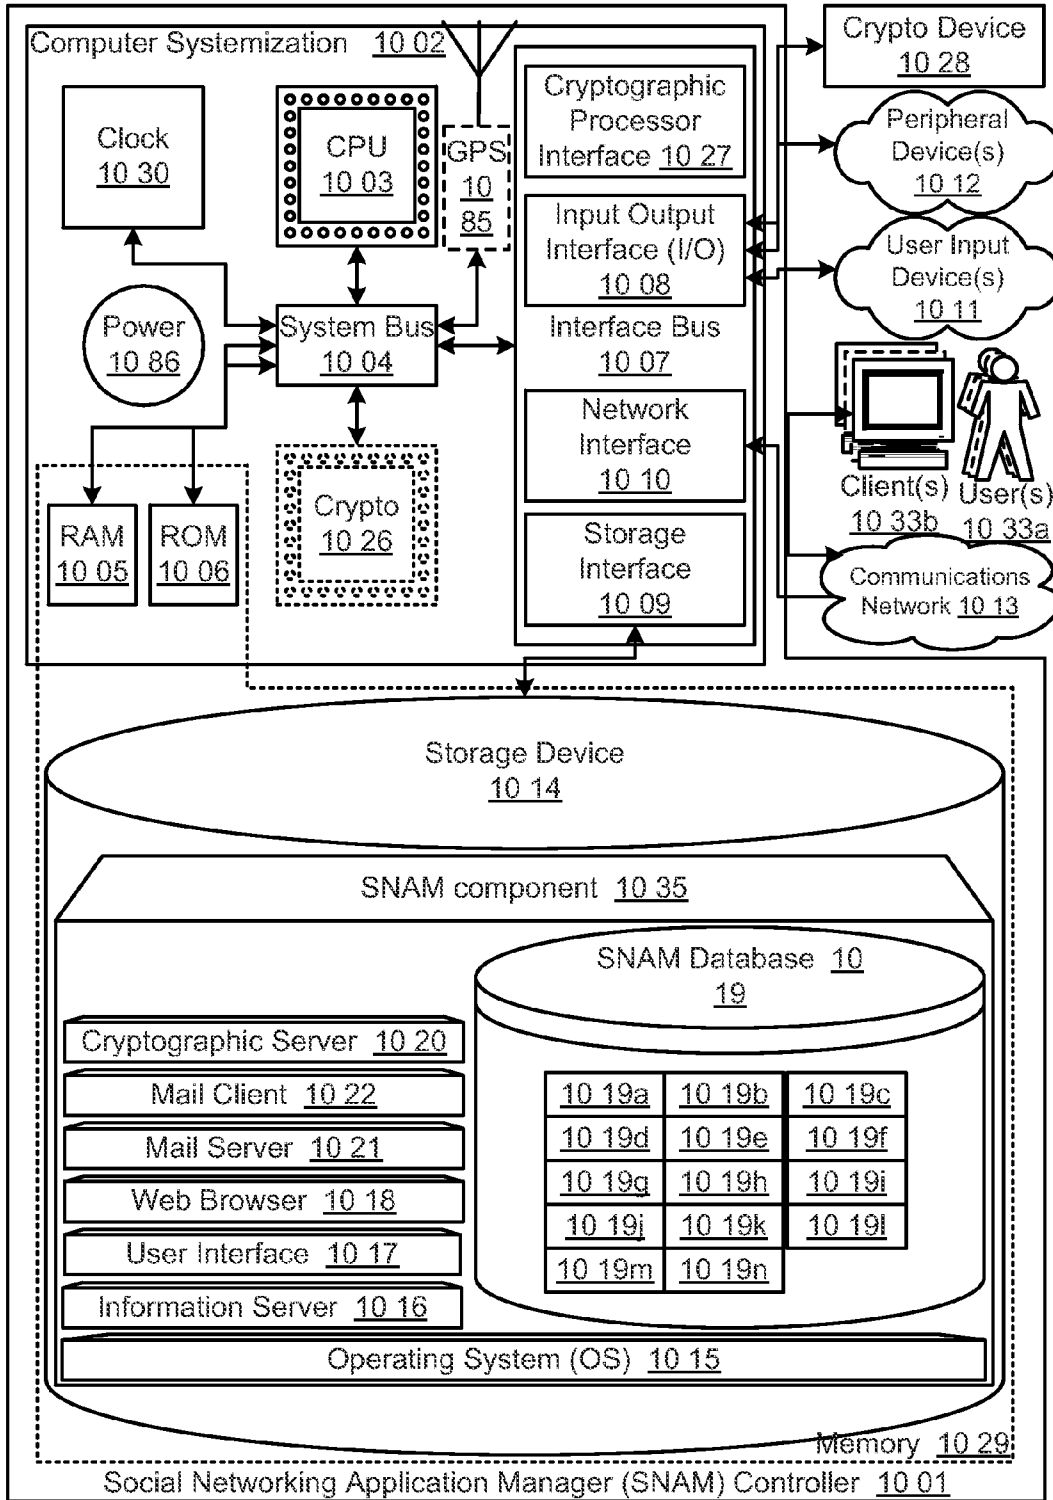 Computer Systemization 10 02
Clock
10 30
CPU
10 03
GPS
10
85
Power
10 86
System Bus
10 04
RAM
10 05
ROM
10 06
Crypto
10 26
Cryptographic
Processor
Interface 10 27
Input Output
Interface (I/O)
10 08
Interface Bus
10 07
Network
Interface
10 10
Storage
Interface
10 09
Crypto Device
10 28
Peripheral
Device(s)
10 12
User Input
Device(s)
10 11
Client(s)
10 33b
User(s)
10 33a
Communications
Network 10 13
Storage Device
10 14
SNAM component 10 35
SNAM Database 10
19
Cryptographic Server 10 20
Mail Client 10 22
Mail Server 10 21
Web Browser 10 18
User Interface 10 17
Information Server 10 16
10 19a 10 19b 10 19c
10 19d 10 19e 10 19f
10 19g 10 19h 10 19i
10 19j 10 19k 10 19l
10 19m 10 19n
Operating System (OS) 10 15
Memory 10 29
Social Networking Application Manager (SNAM) Controller 10 01